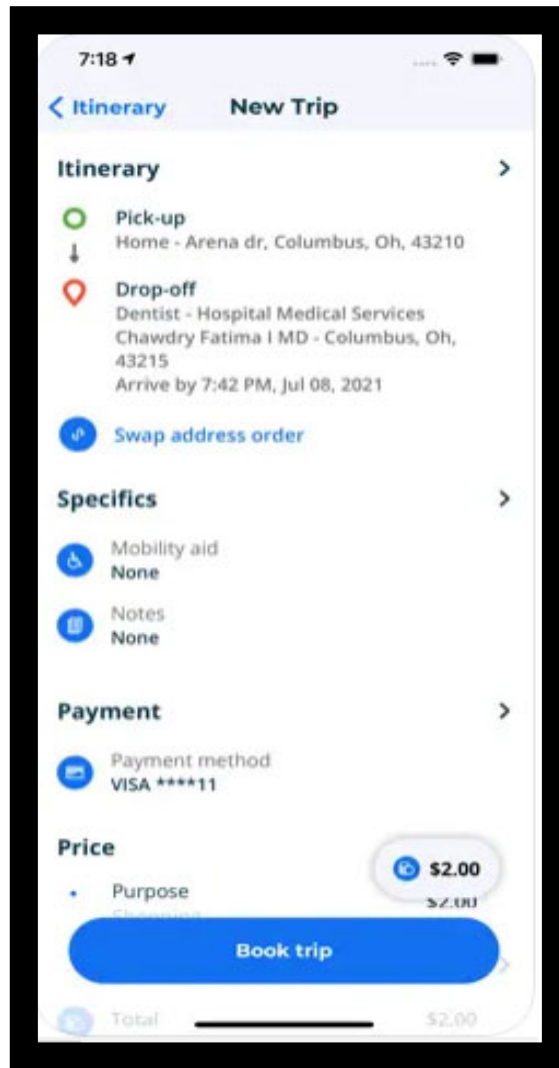 7:18
Itinerary New Trip
Itinerary
Pick-up
Home - Arena dr, Columbus, Oh, 43210
Drop-off
Dentist - Hospital Medical Services
Chawdry Fatima I MD - Columbus, Oh,
43215
Arrive by 7:42 PM, Jul 08, 2021
Swap address order
Specifics
Mobility aid
None
Notes
None
Payment
Payment method
VISA ****11
Price
$2.00
Purpose $2.00
Shopping
Book trip
Total $2.00